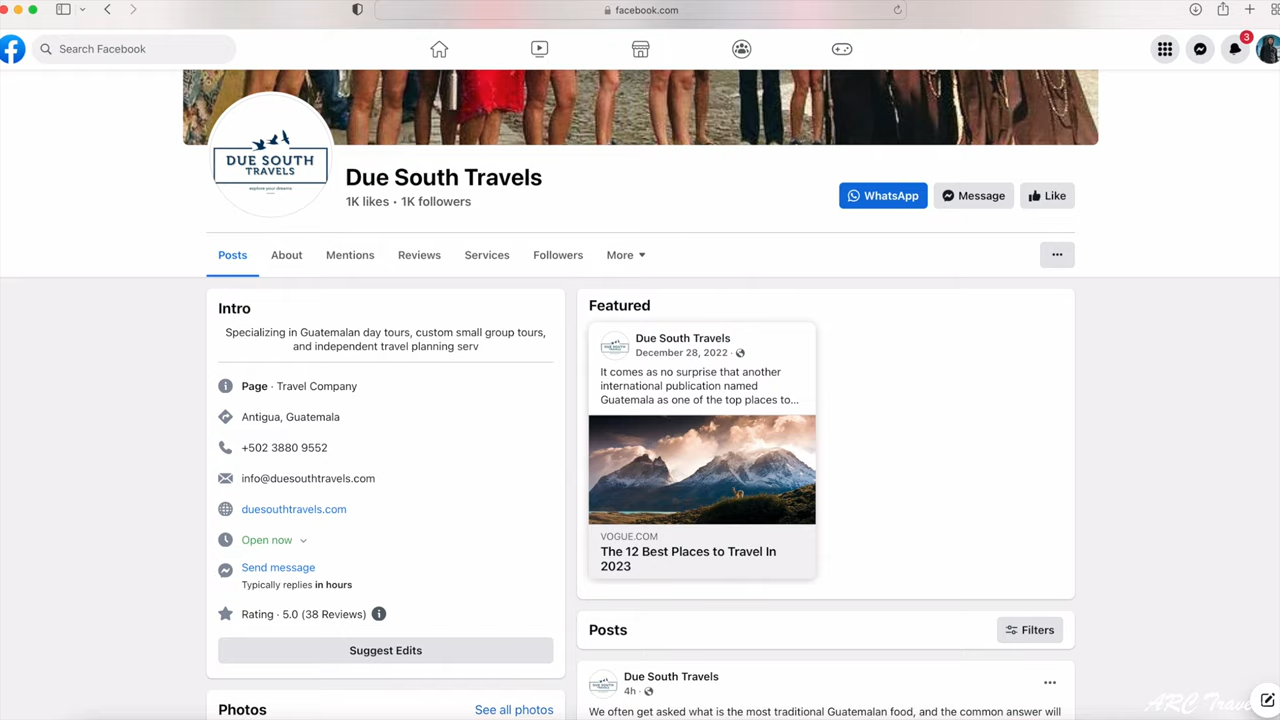 facebook.com
Search Facebook
3
DUE SOUTH
TRAVELS
explore your dreams
Due South Travels
1K likes • 1K followers
WhatsApp
Message
Like
Posts
About
Mentions
Reviews
Services
Followers
More
Intro
Specializing in Guatemalan day tours, custom small group tours,
and independent travel planning serv
Page · Travel Company
Antigua, Guatemala
+502 3880 9552
info@duesouthtravels.com
duesouthtravels.com
Open now
Send message
Typically replies in hours
Rating · 5.0 (38 Reviews)
Suggest Edits
Photos
See all photos
Featured
Due South Travels
December 28, 2022 ·
It comes as no surprise that another
international publication named
Guatemala as one of the top places to...
VOGUE.COM
The 12 Best Places to Travel In
2023
Posts
Filters
Due South Travels
4h ·
We often get asked what is the most traditional Guatemalan food, and the common answer will
ARC Trave